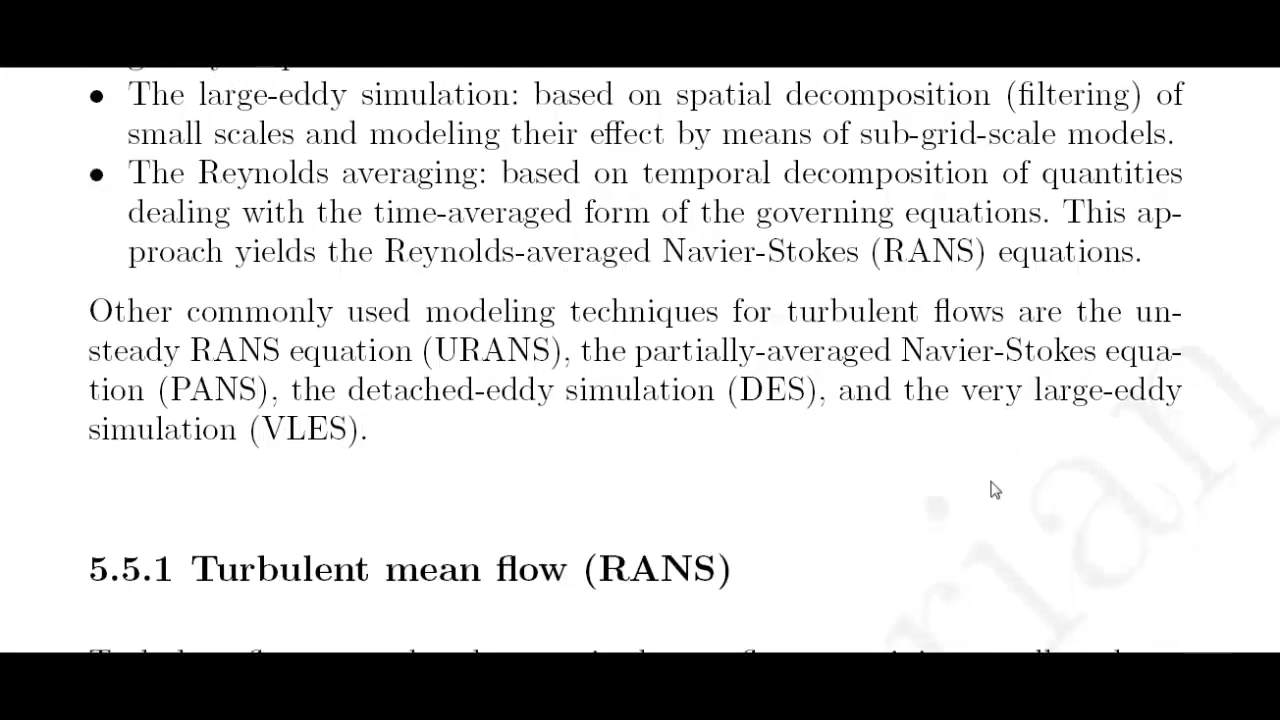 • The large-eddy simulation: based on spatial decomposition (filtering) of
small scales and modeling their effect by means of sub-grid-scale models.
• The Reynolds averaging: based on temporal decomposition of quantities
dealing with the time-averaged form of the governing equations. This ap-
proach yields the Reynolds-averaged Navier-Stokes (RANS) equations.
Other commonly used modeling techniques for turbulent flows are the un-
steady RANS equation (URANS), the partially-averaged Navier-Stokes equa-
tion (PANS), the detached-eddy simulation (DES), and the very large-eddy
simulation (VLES).
5.5.1 Turbulent mean flow (RANS)